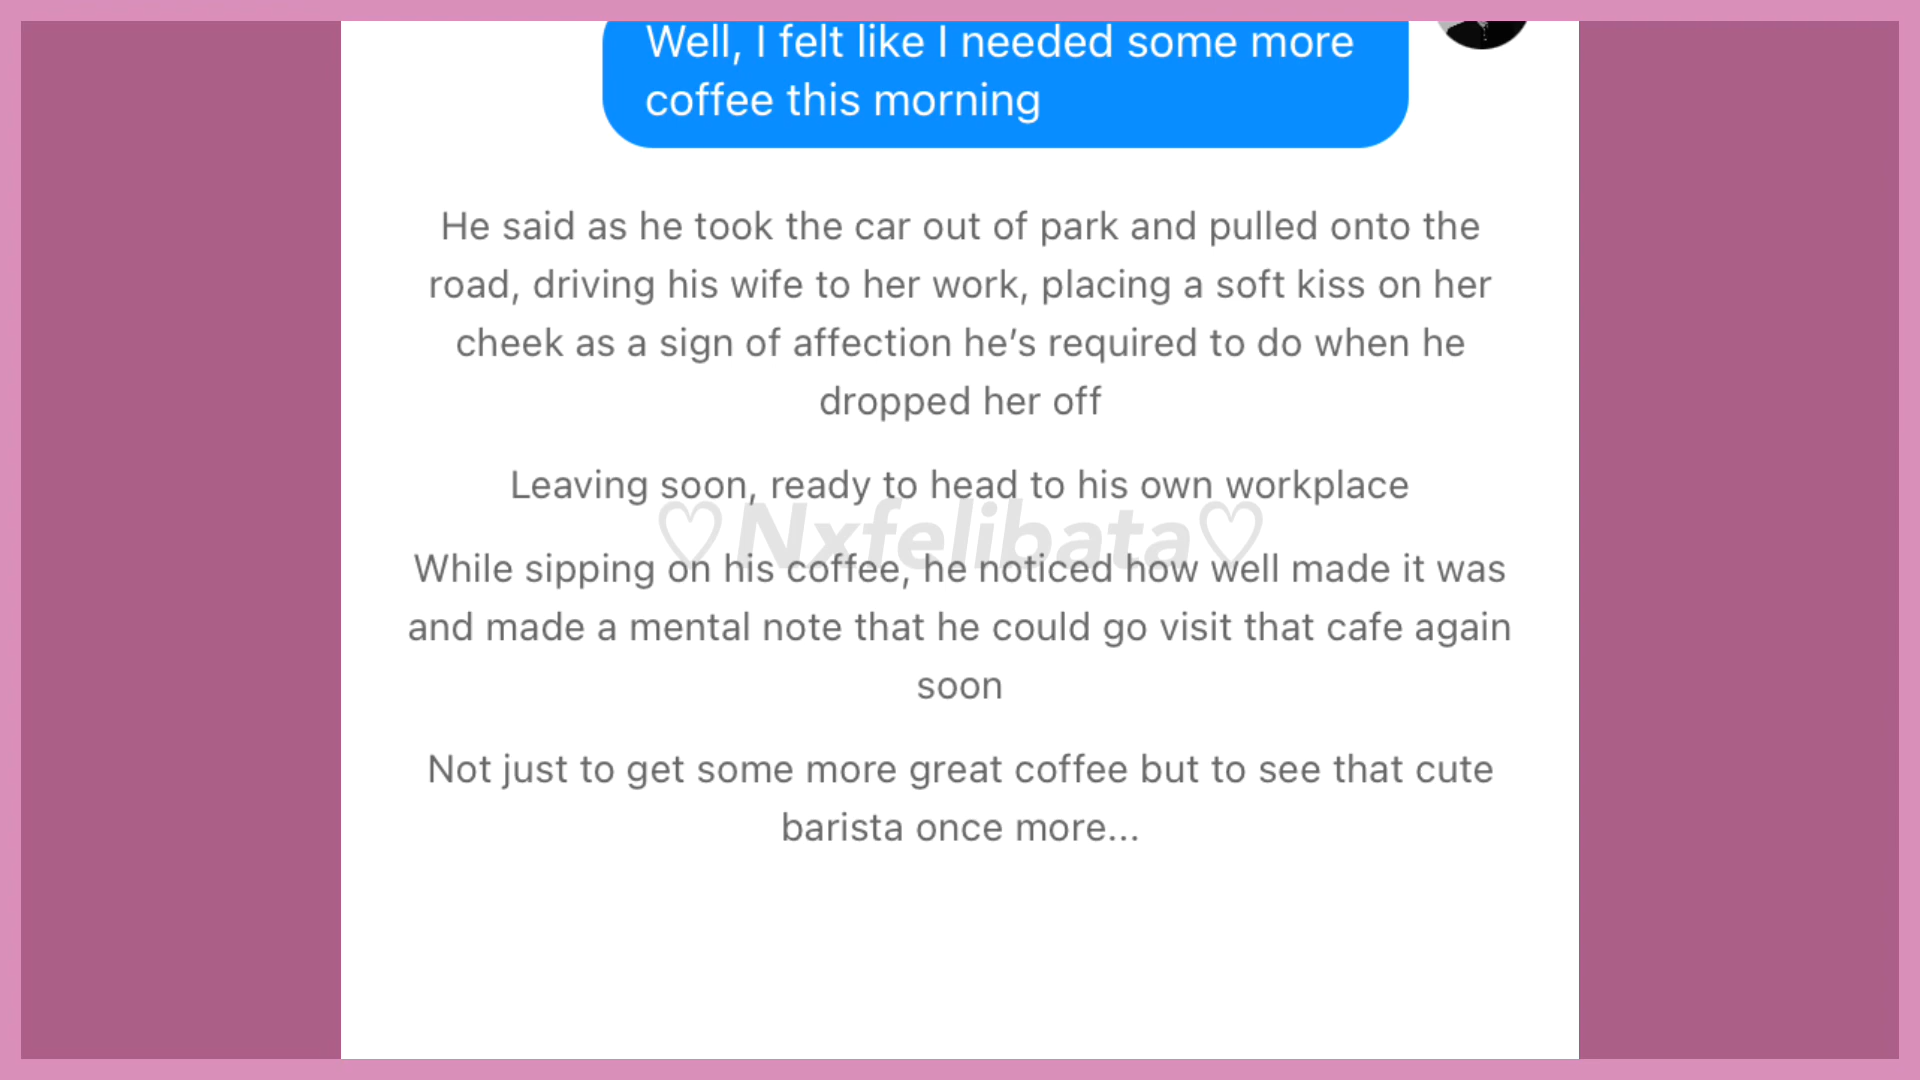 Well, I felt like I needed some more
coffee this morning
He said as he took the car out of park and pulled onto the
road, driving his wife to her work, placing a soft kiss on her
cheek as a sign of affection he’s required to do when he
dropped her off
Leaving soon, ready to head to his own workplace
♡Nxfelibata♡
While sipping on his coffee, he noticed how well made it was
and made a mental note that he could go visit that cafe again
soon
Not just to get some more great coffee but to see that cute
barista once more...